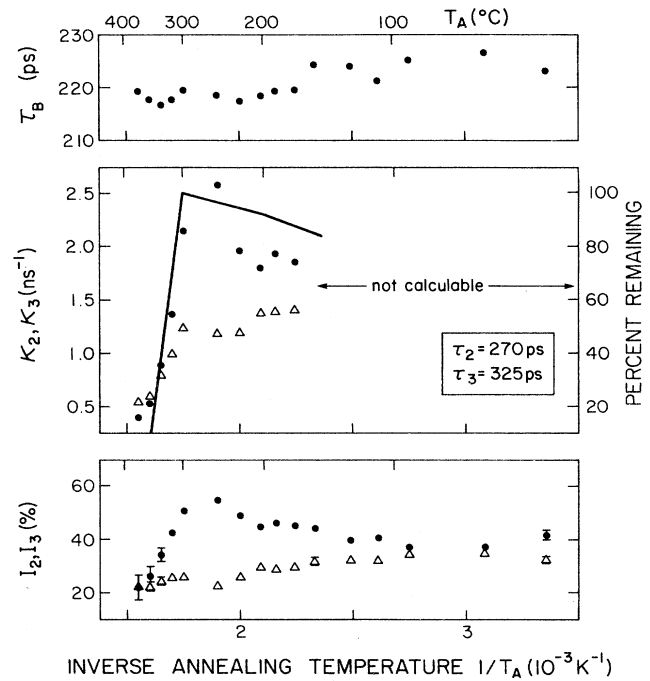 400 300 200 100 T_A (°C)
230
220
210
τ_B (ps)
2.5
2.0
1.5
1.0
0.5
κ_2, κ_3 (ns⁻¹)
100
80
60
40
20
PERCENT REMAINING
not calculable
τ_2 = 270 ps
τ_3 = 325 ps
60
40
20
I_2, I_3 (%)
2 3
INVERSE ANNEALING TEMPERATURE 1/T_A (10⁻³ K⁻¹)